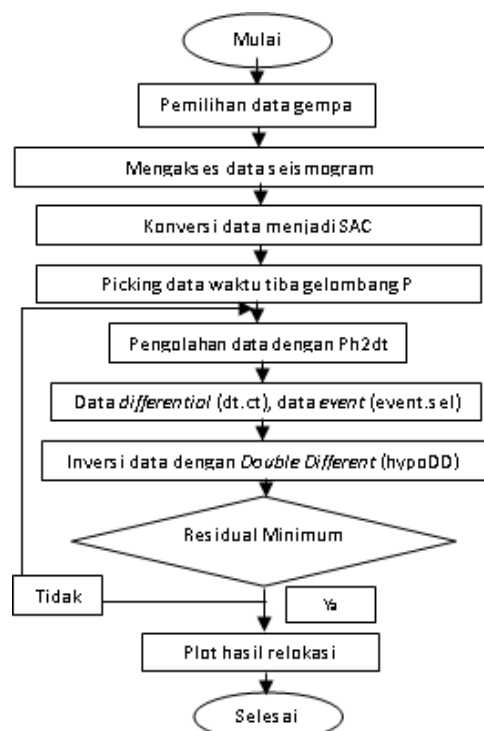 Mulai
Pemilihan data gempa
Mengakses data seismogram
Konversi data menjadi SAC
Picking data waktu tiba gelombang P
Pengolahan data dengan Ph2dt
Data differential (dt.ct), data event (event.sel)
Inversi data dengan Double Different (hypoDD)
Residual Minimum
Tidak
Ya
Plot hasil relokasi
Selesai